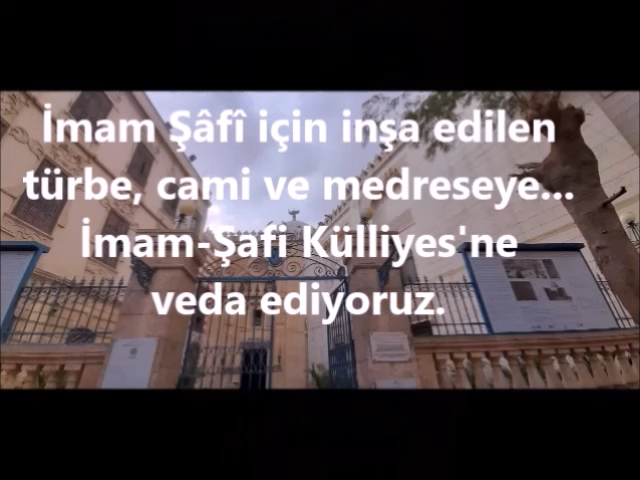 İmam Şâfî için inşa edilen
türbe, cami ve medreseye...
İmam-Şafi Külliyes'ne
veda ediyoruz.